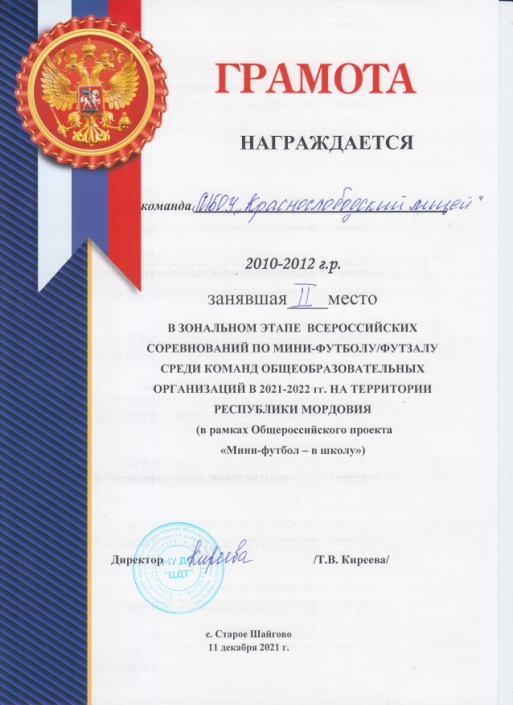 ГРАМОТА
НАГРАЖДАЕТСЯ
команда МБОУ „Краснослободский лицей"
2010-2012 г.р.
занявшая II место
В ЗОНАЛЬНОМ ЭТАПЕ ВСЕРОССИЙСКИХ
СОРЕВНОВАНИЙ ПО МИНИ-ФУТБОЛУ/ФУТЗАЛУ
СРЕДИ КОМАНД ОБЩЕОБРАЗОВАТЕЛЬНЫХ
ОРГАНИЗАЦИЙ В 2021-2022 гг. НА ТЕРРИТОРИИ
РЕСПУБЛИКИ МОРДОВИЯ
(в рамках Общероссийского проекта
«Мини-футбол – в школу»)
Директор Киреева /Т.В. Киреева/
"ЦДТ"
с. Старое Шайгово
11 декабря 2021 г.